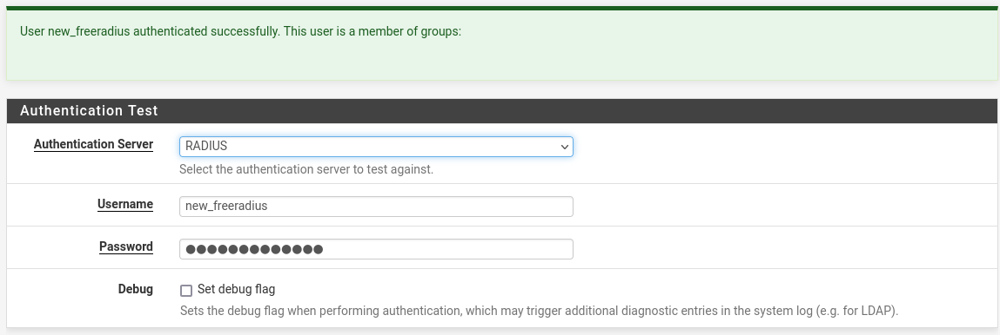 User new_freeradius authenticated successfully. This user is a member of groups:
Authentication Test
Authentication Server
RADIUS
Select the authentication server to test against.
Username
new_freeradius
Password
●●●●●●●●●●●●●
Debug
Set debug flag
Sets the debug flag when performing authentication, which may trigger additional diagnostic entries in the system log (e.g. for LDAP).